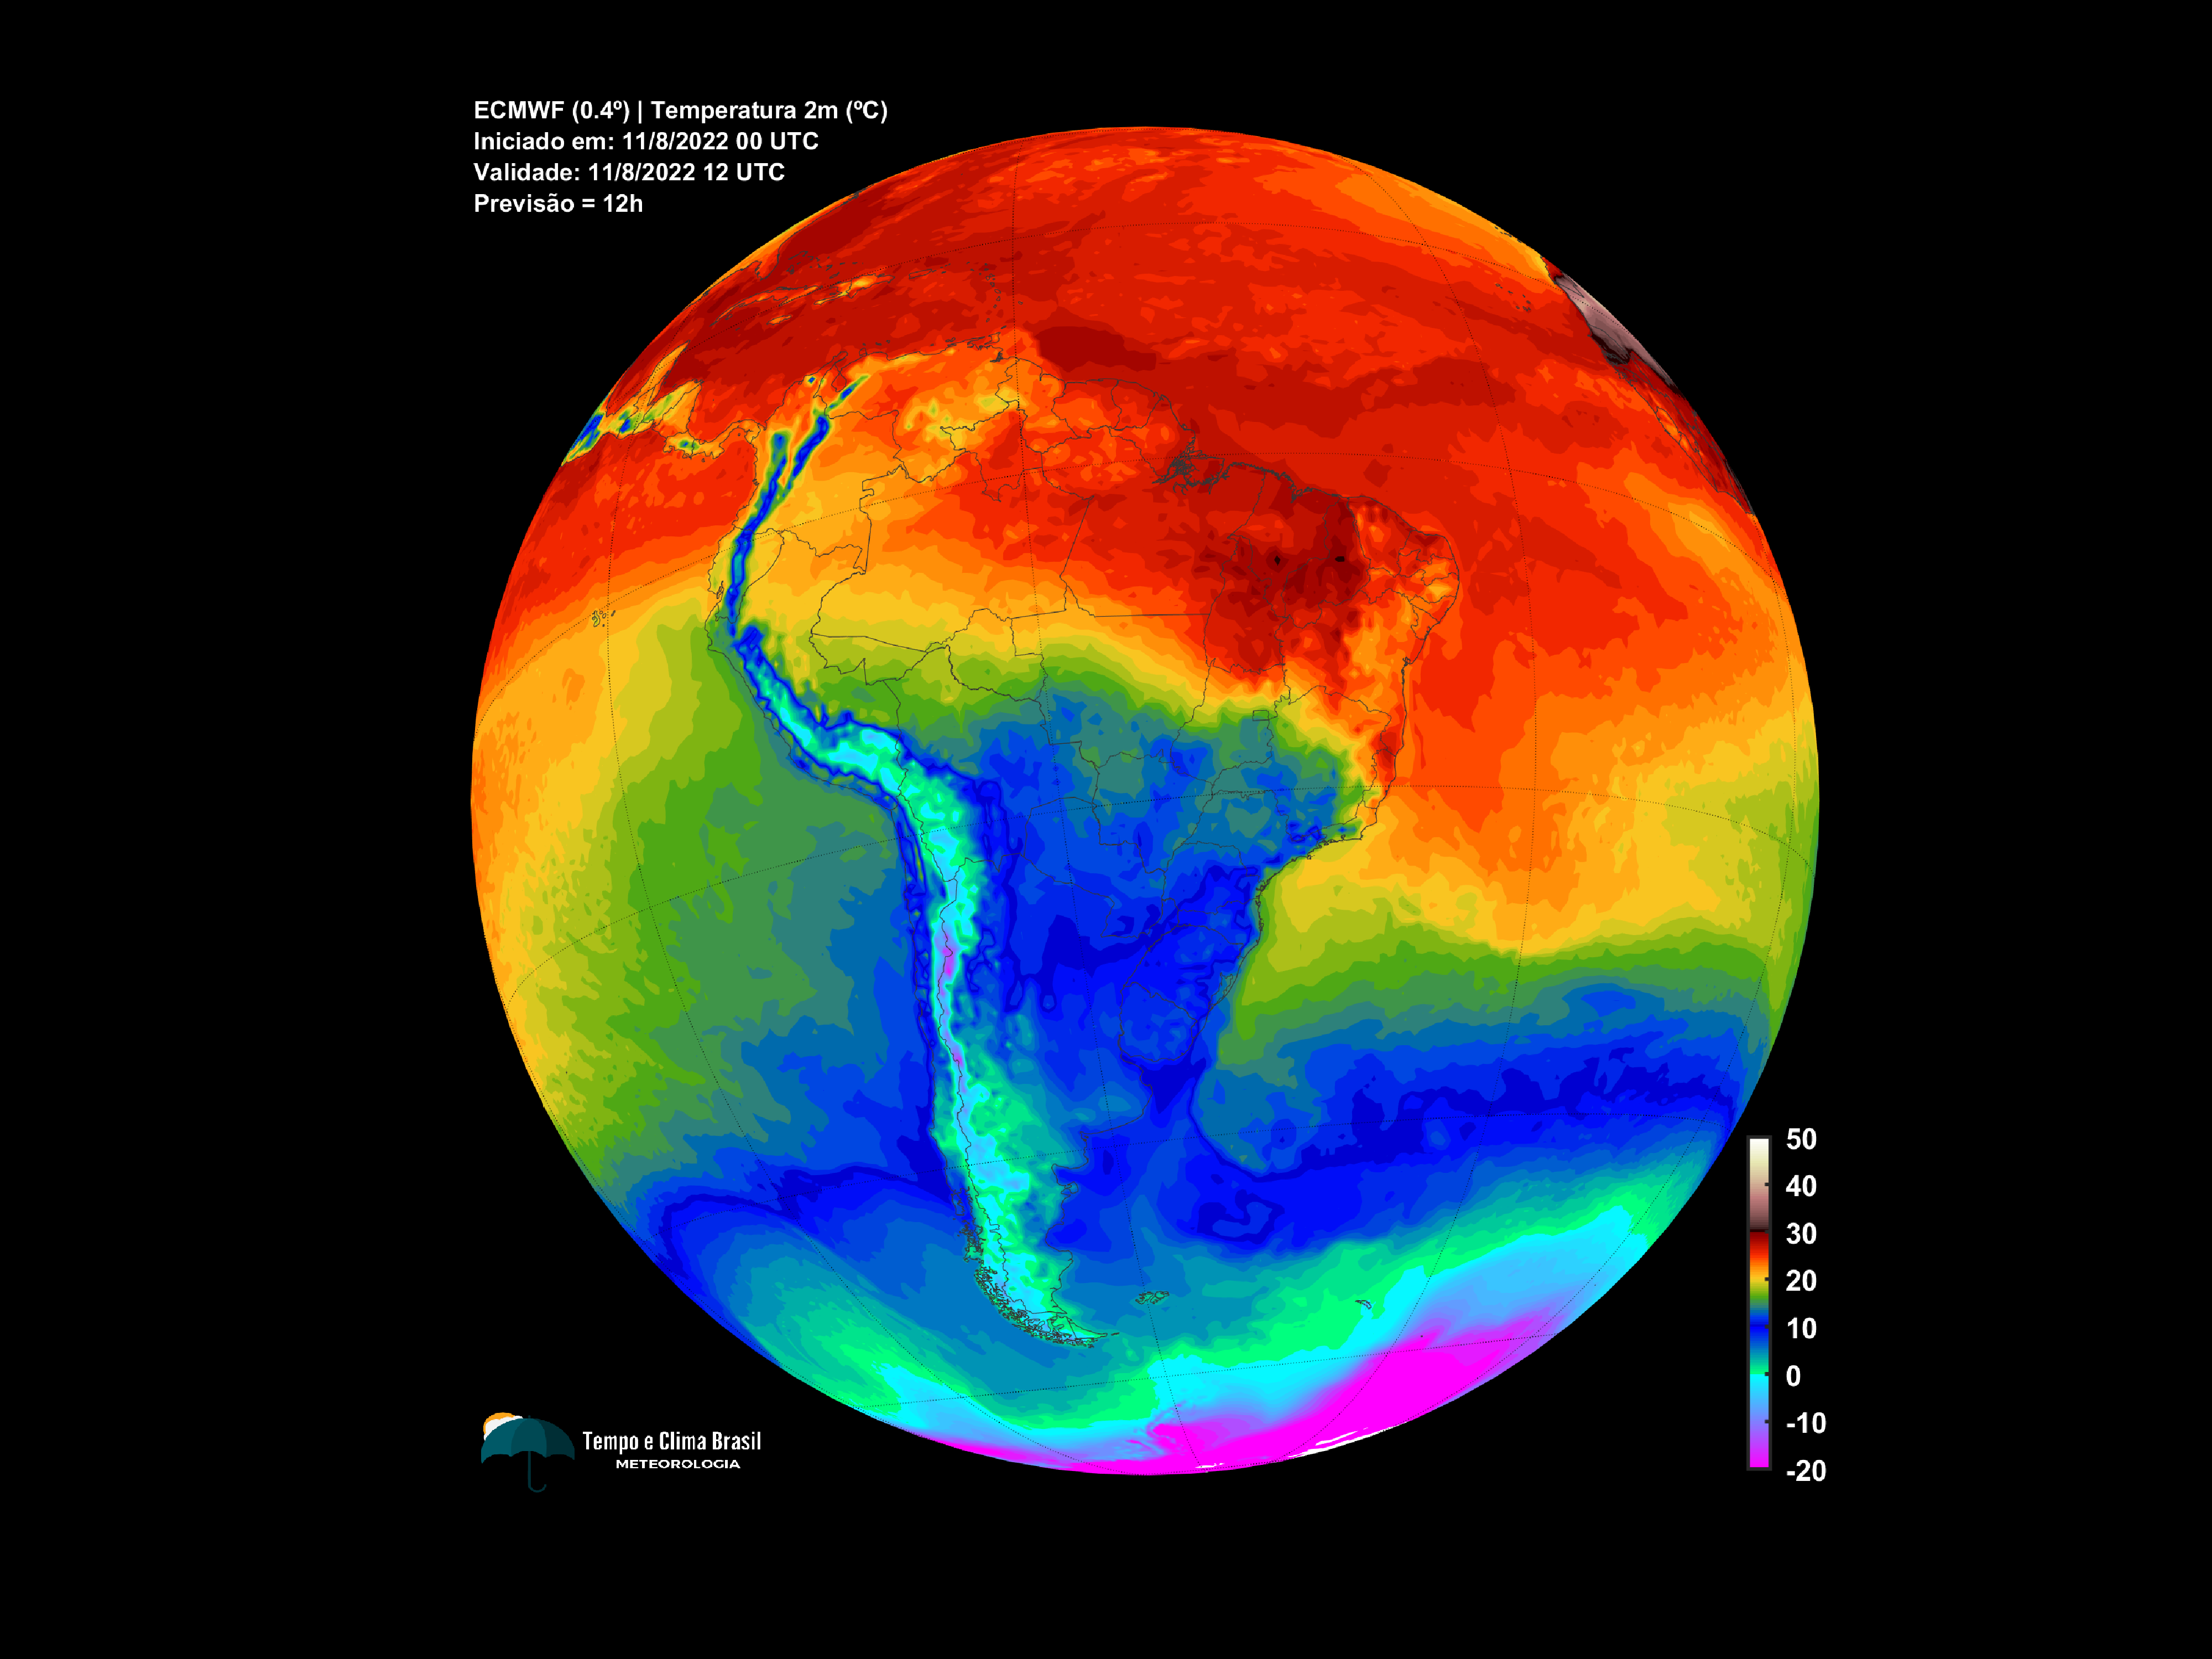 ECMWF (0.4º) | Temperatura 2m (ºC)
Iniciado em: 11/8/2022 00 UTC
Validade: 11/8/2022 12 UTC
Previsão = 12h
50
40
30
20
10
0
-10
-20
Tempo e Clima Brasil
METEOROLOGIA